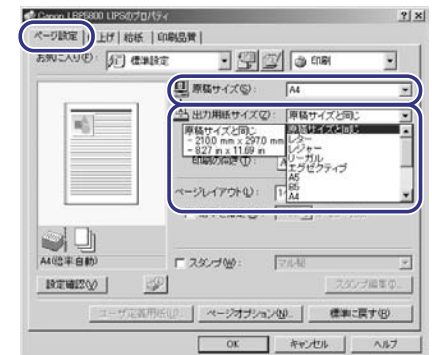 Canon LBP5800 LIPSのプロパティ
ページ設定 上げ 給紙 印刷品質
お気に入り(F): 標準設定 印刷
原稿サイズ(S): A4
出力用紙サイズ(Z): 原稿サイズと同じ
原稿サイズと同じ
- 210.0 mm x 297.0 mm
- 8.27 in x 11.69 in
原稿サイズと同じ
レター
レジャー
リーガル
エグゼクティブ
A5
B5
A4
印刷の向き(T): A
ページレイアウト(L): 1
A4(倍率:自動)
スタンプ(W): マル秘
設定確認(V) スタンプ編集(
ユーザ定義用紙(U)... ページオプション(N)... 標準に戻す(R)
OK キャンセル ヘルプ